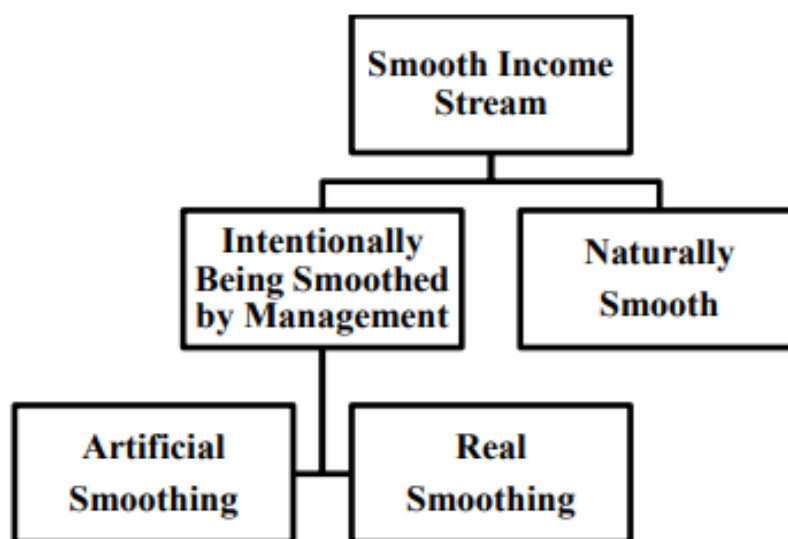 Smooth Income
Stream
Intentionally
Being Smoothed
by Management
Naturally
Smooth
Artificial
Smoothing
Real
Smoothing